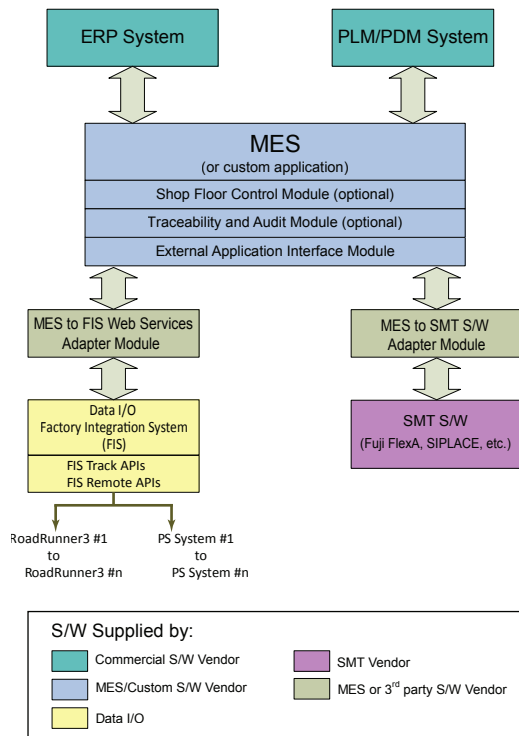 ERP System
PLM/PDM System
MES
(or custom application)
Shop Floor Control Module (optional)
Traceability and Audit Module (optional)
External Application Interface Module
MES to FIS Web Services
Adapter Module
MES to SMT S/W
Adapter Module
Data I/O
Factory Integration System
(FIS)
FIS Track APIs
FIS Remote APIs
SMT S/W
(Fuji FlexA, SIPLACE, etc.)
RoadRunner3 #1
to
RoadRunner3 #n
PS System #1
to
PS System #n
S/W Supplied by:
Commercial S/W Vendor
MES/Custom S/W Vendor
Data I/O
SMT Vendor
MES or 3rd party S/W Vendor